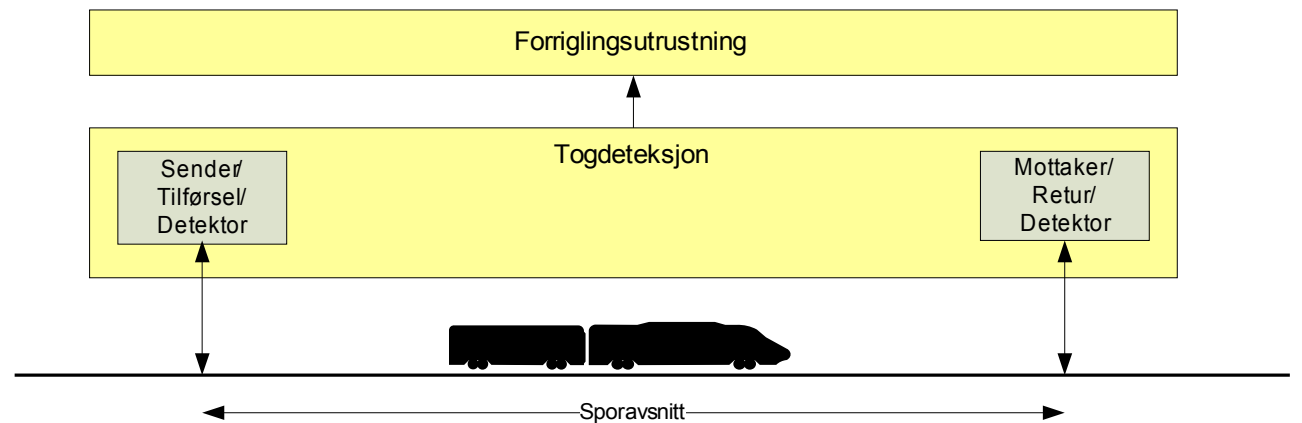 Forriglingsutrustning
Togdeteksjon
Sender/
Tilførsel/
Detektor
Mottaker/
Retur/
Detektor
Sporavsnitt